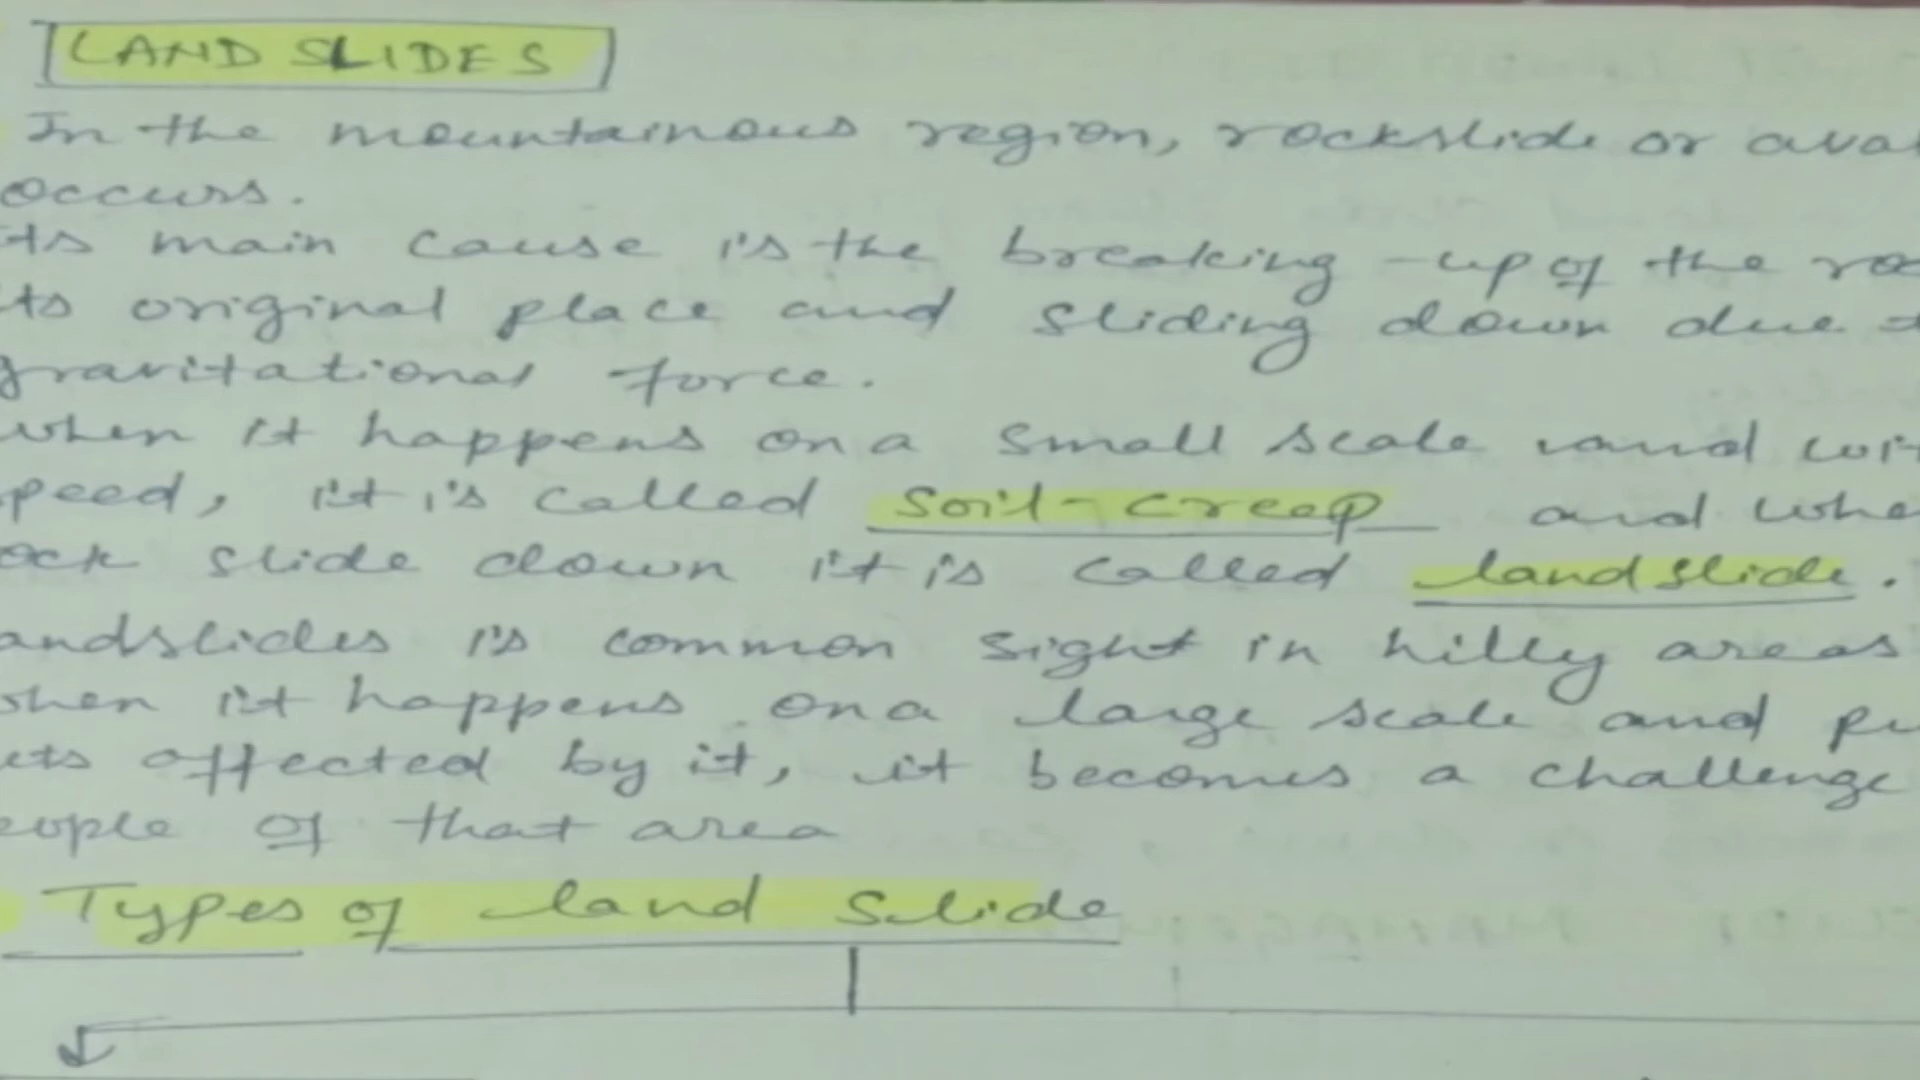 LAND SLIDES
In the mountainous region, rockslide or aval
occurs.
ts main cause is the breaking-up of the ro
ts original place and sliding down due t
gravitational force.
when it happens on a small scale and wit
peed, it is called soil-creep and whe
ock slide down it is called landslide.
andslides is common sight in hilly areas
when it happens on a large scale and pu
ets affected by it, it becomes a challenge
eople of that area
Types of land slide